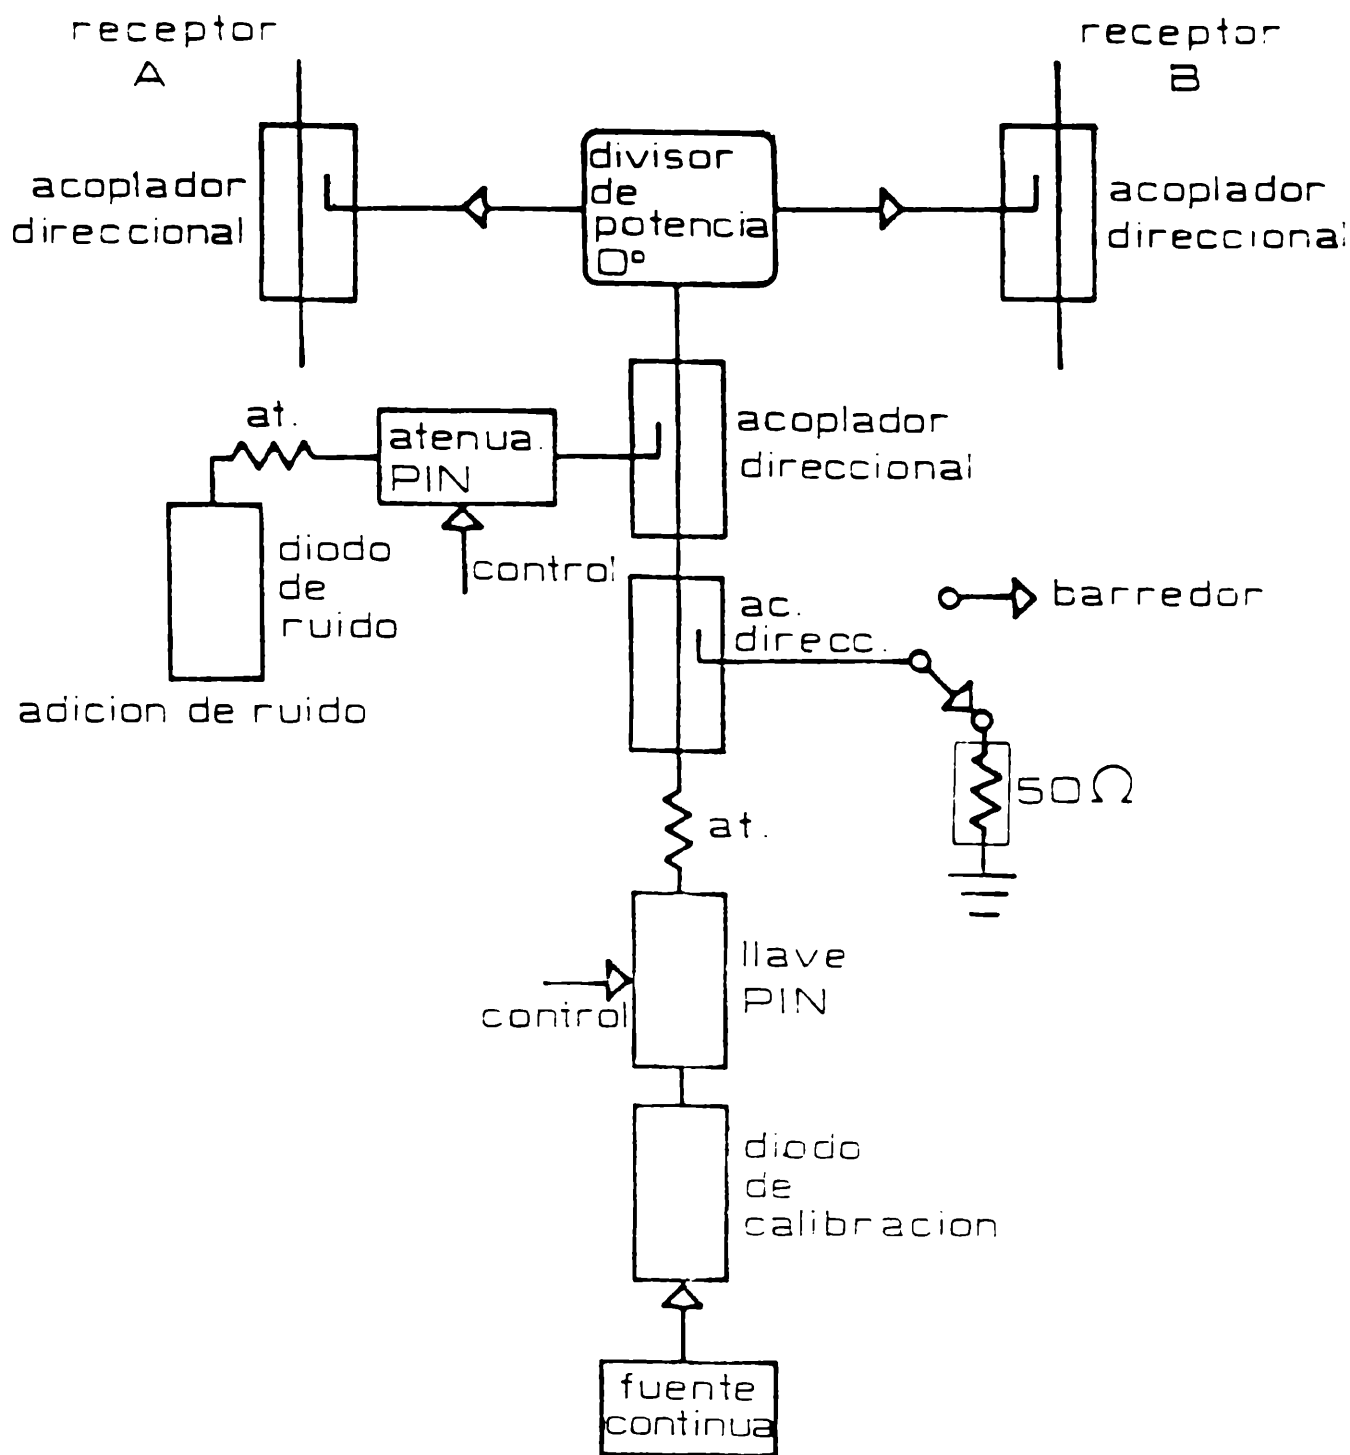 receptor
A
receptor
B
acoplador
direccional
divisor
de
potencia
0°
acoplador
direccional
at.
atenua.
PIN
acoplador
direccional
diodo
de
ruido
control
adicion de ruido
ac.
direcc.
barredor
50Ω
at.
llave
PIN
control
diodo
de
calibracion
fuente
continua